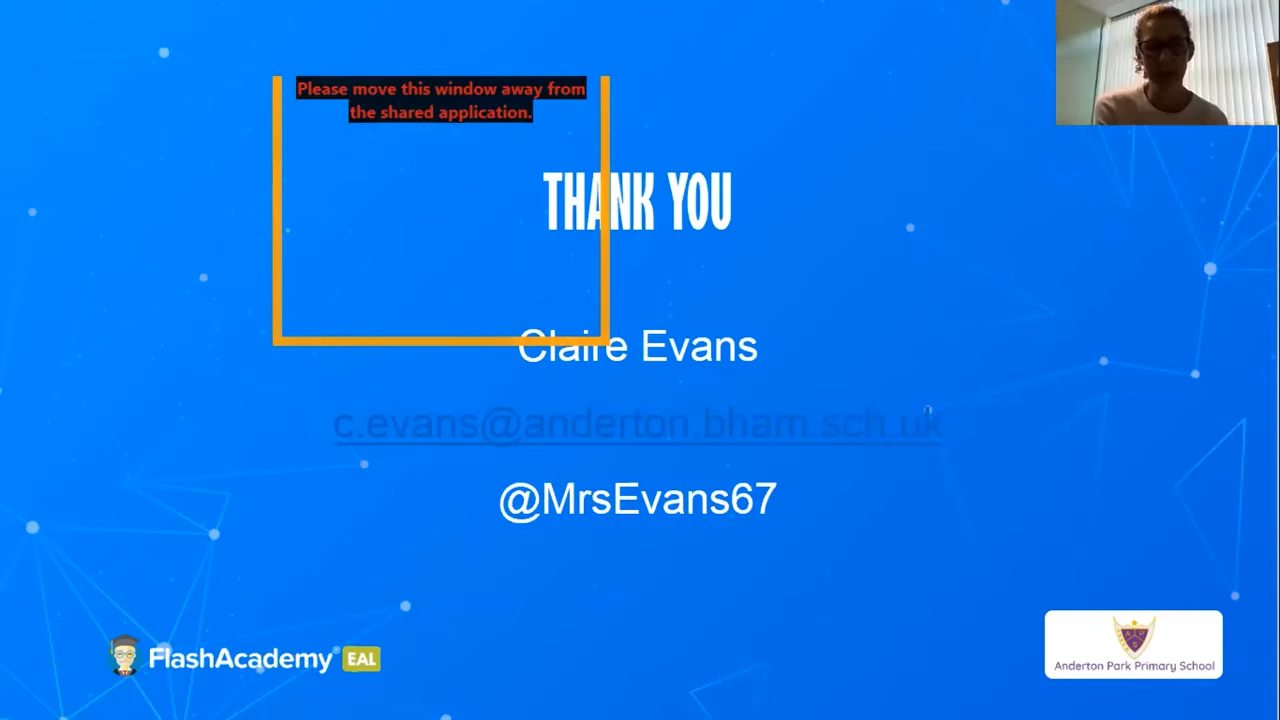 Please move this window away from
the shared application.
THANK YOU
Claire Evans
c.evans@anderton.bham.sch.uk
@MrsEvans67
FlashAcademy® EAL
Anderton Park Primary School